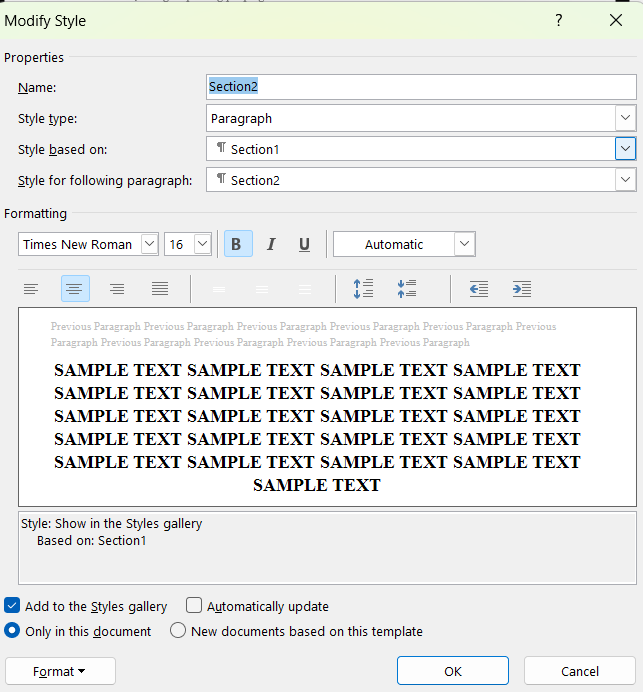 Modify Style ?
Properties
Name: Section2
Style type: Paragraph
Style based on: ¶ Section1
Style for following paragraph: ¶ Section2
Formatting
Times New Roman 16 B I U Automatic
Previous Paragraph Previous Paragraph Previous Paragraph Previous Paragraph Previous Paragraph Previous
Paragraph Previous Paragraph Previous Paragraph Previous Paragraph Previous Paragraph
SAMPLE TEXT SAMPLE TEXT SAMPLE TEXT SAMPLE TEXT
SAMPLE TEXT SAMPLE TEXT SAMPLE TEXT SAMPLE TEXT
SAMPLE TEXT SAMPLE TEXT SAMPLE TEXT SAMPLE TEXT
SAMPLE TEXT SAMPLE TEXT SAMPLE TEXT SAMPLE TEXT
SAMPLE TEXT SAMPLE TEXT SAMPLE TEXT SAMPLE TEXT
SAMPLE TEXT
Style: Show in the Styles gallery
Based on: Section1
Add to the Styles gallery Automatically update
Only in this document New documents based on this template
Format OK Cancel